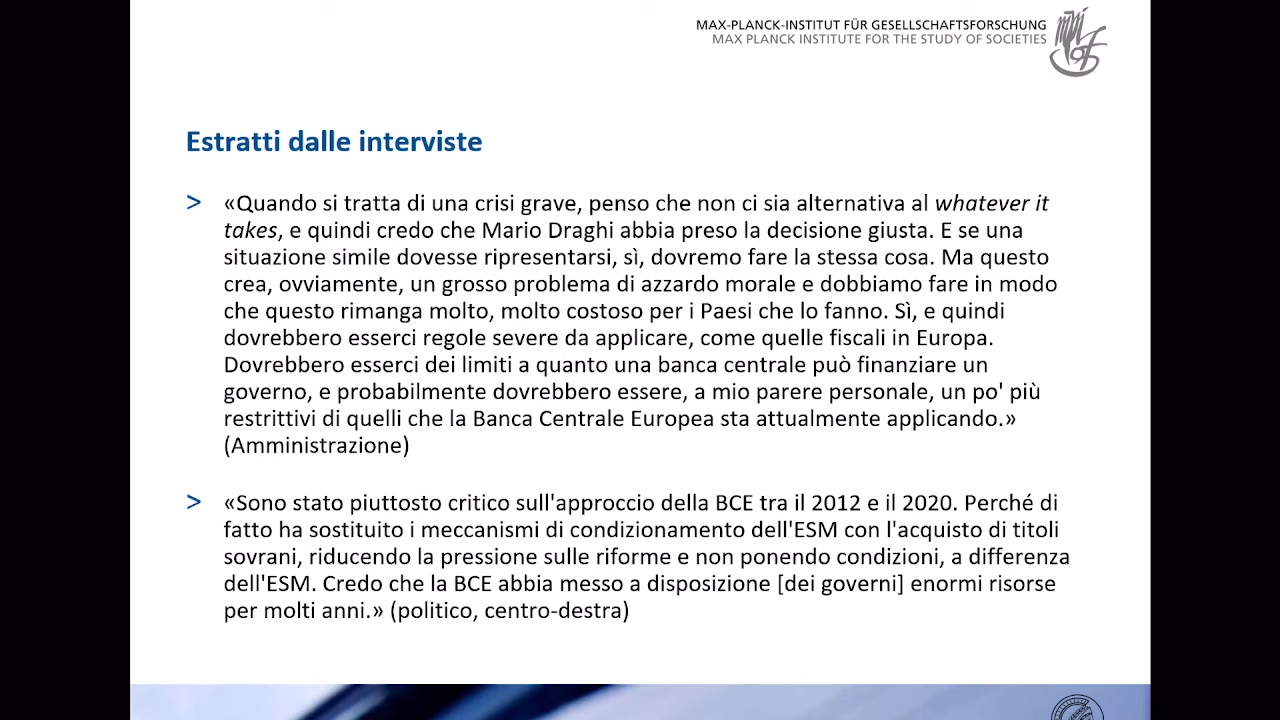 MAX-PLANCK-INSTITUT FÜR GESELLSCHAFTSFORSCHUNG
MAX PLANCK INSTITUTE FOR THE STUDY OF SOCIETIES
Estratti dalle interviste
> «Quando si tratta di una crisi grave, penso che non ci sia alternativa al whatever it
takes, e quindi credo che Mario Draghi abbia preso la decisione giusta. E se una
situazione simile dovesse ripresentarsi, sì, dovremo fare la stessa cosa. Ma questo
crea, ovviamente, un grosso problema di azzardo morale e dobbiamo fare in modo
che questo rimanga molto, molto costoso per i Paesi che lo fanno. Sì, e quindi
dovrebbero esserci regole severe da applicare, come quelle fiscali in Europa.
Dovrebbero esserci dei limiti a quanto una banca centrale può finanziare un
governo, e probabilmente dovrebbero essere, a mio parere personale, un po' più
restrittivi di quelli che la Banca Centrale Europea sta attualmente applicando.»
(Amministrazione)
> «Sono stato piuttosto critico sull'approccio della BCE tra il 2012 e il 2020. Perché di
fatto ha sostituito i meccanismi di condizionamento dell'ESM con l'acquisto di titoli
sovrani, riducendo la pressione sulle riforme e non ponendo condizioni, a differenza
dell'ESM. Credo che la BCE abbia messo a disposizione [dei governi] enormi risorse
per molti anni.» (politico, centro-destra)